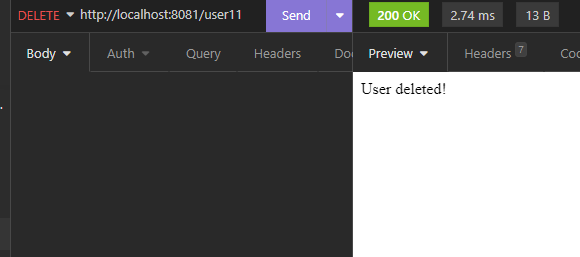 DELETE http://localhost:8081/user11 Send 200 OK 2.74 ms 13 B
Body Auth Query Headers Do Preview Headers 7 Coo
User deleted!